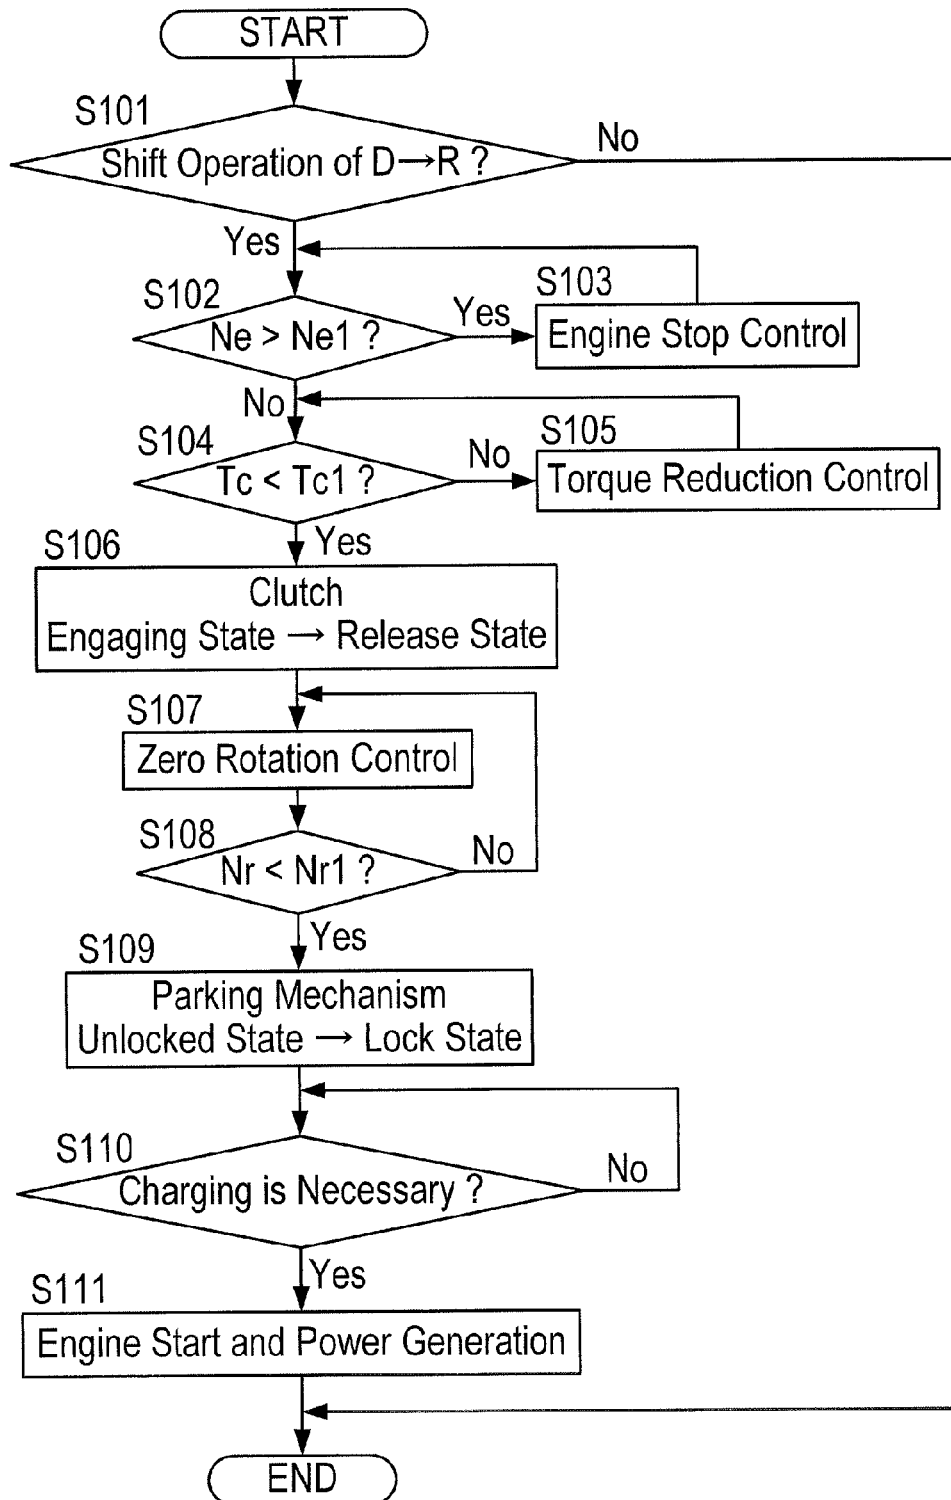 START
S101
Shift Operation of D→R ?
No
Yes
S102
Ne > Ne1 ?
Yes
S103
Engine Stop Control
No
S104
Tc < Tc1 ?
No
S105
Torque Reduction Control
Yes
S106
Clutch
Engaging State → Release State
S107
Zero Rotation Control
S108
Nr < Nr1 ?
No
Yes
S109
Parking Mechanism
Unlocked State → Lock State
S110
Charging is Necessary ?
No
Yes
S111
Engine Start and Power Generation
END